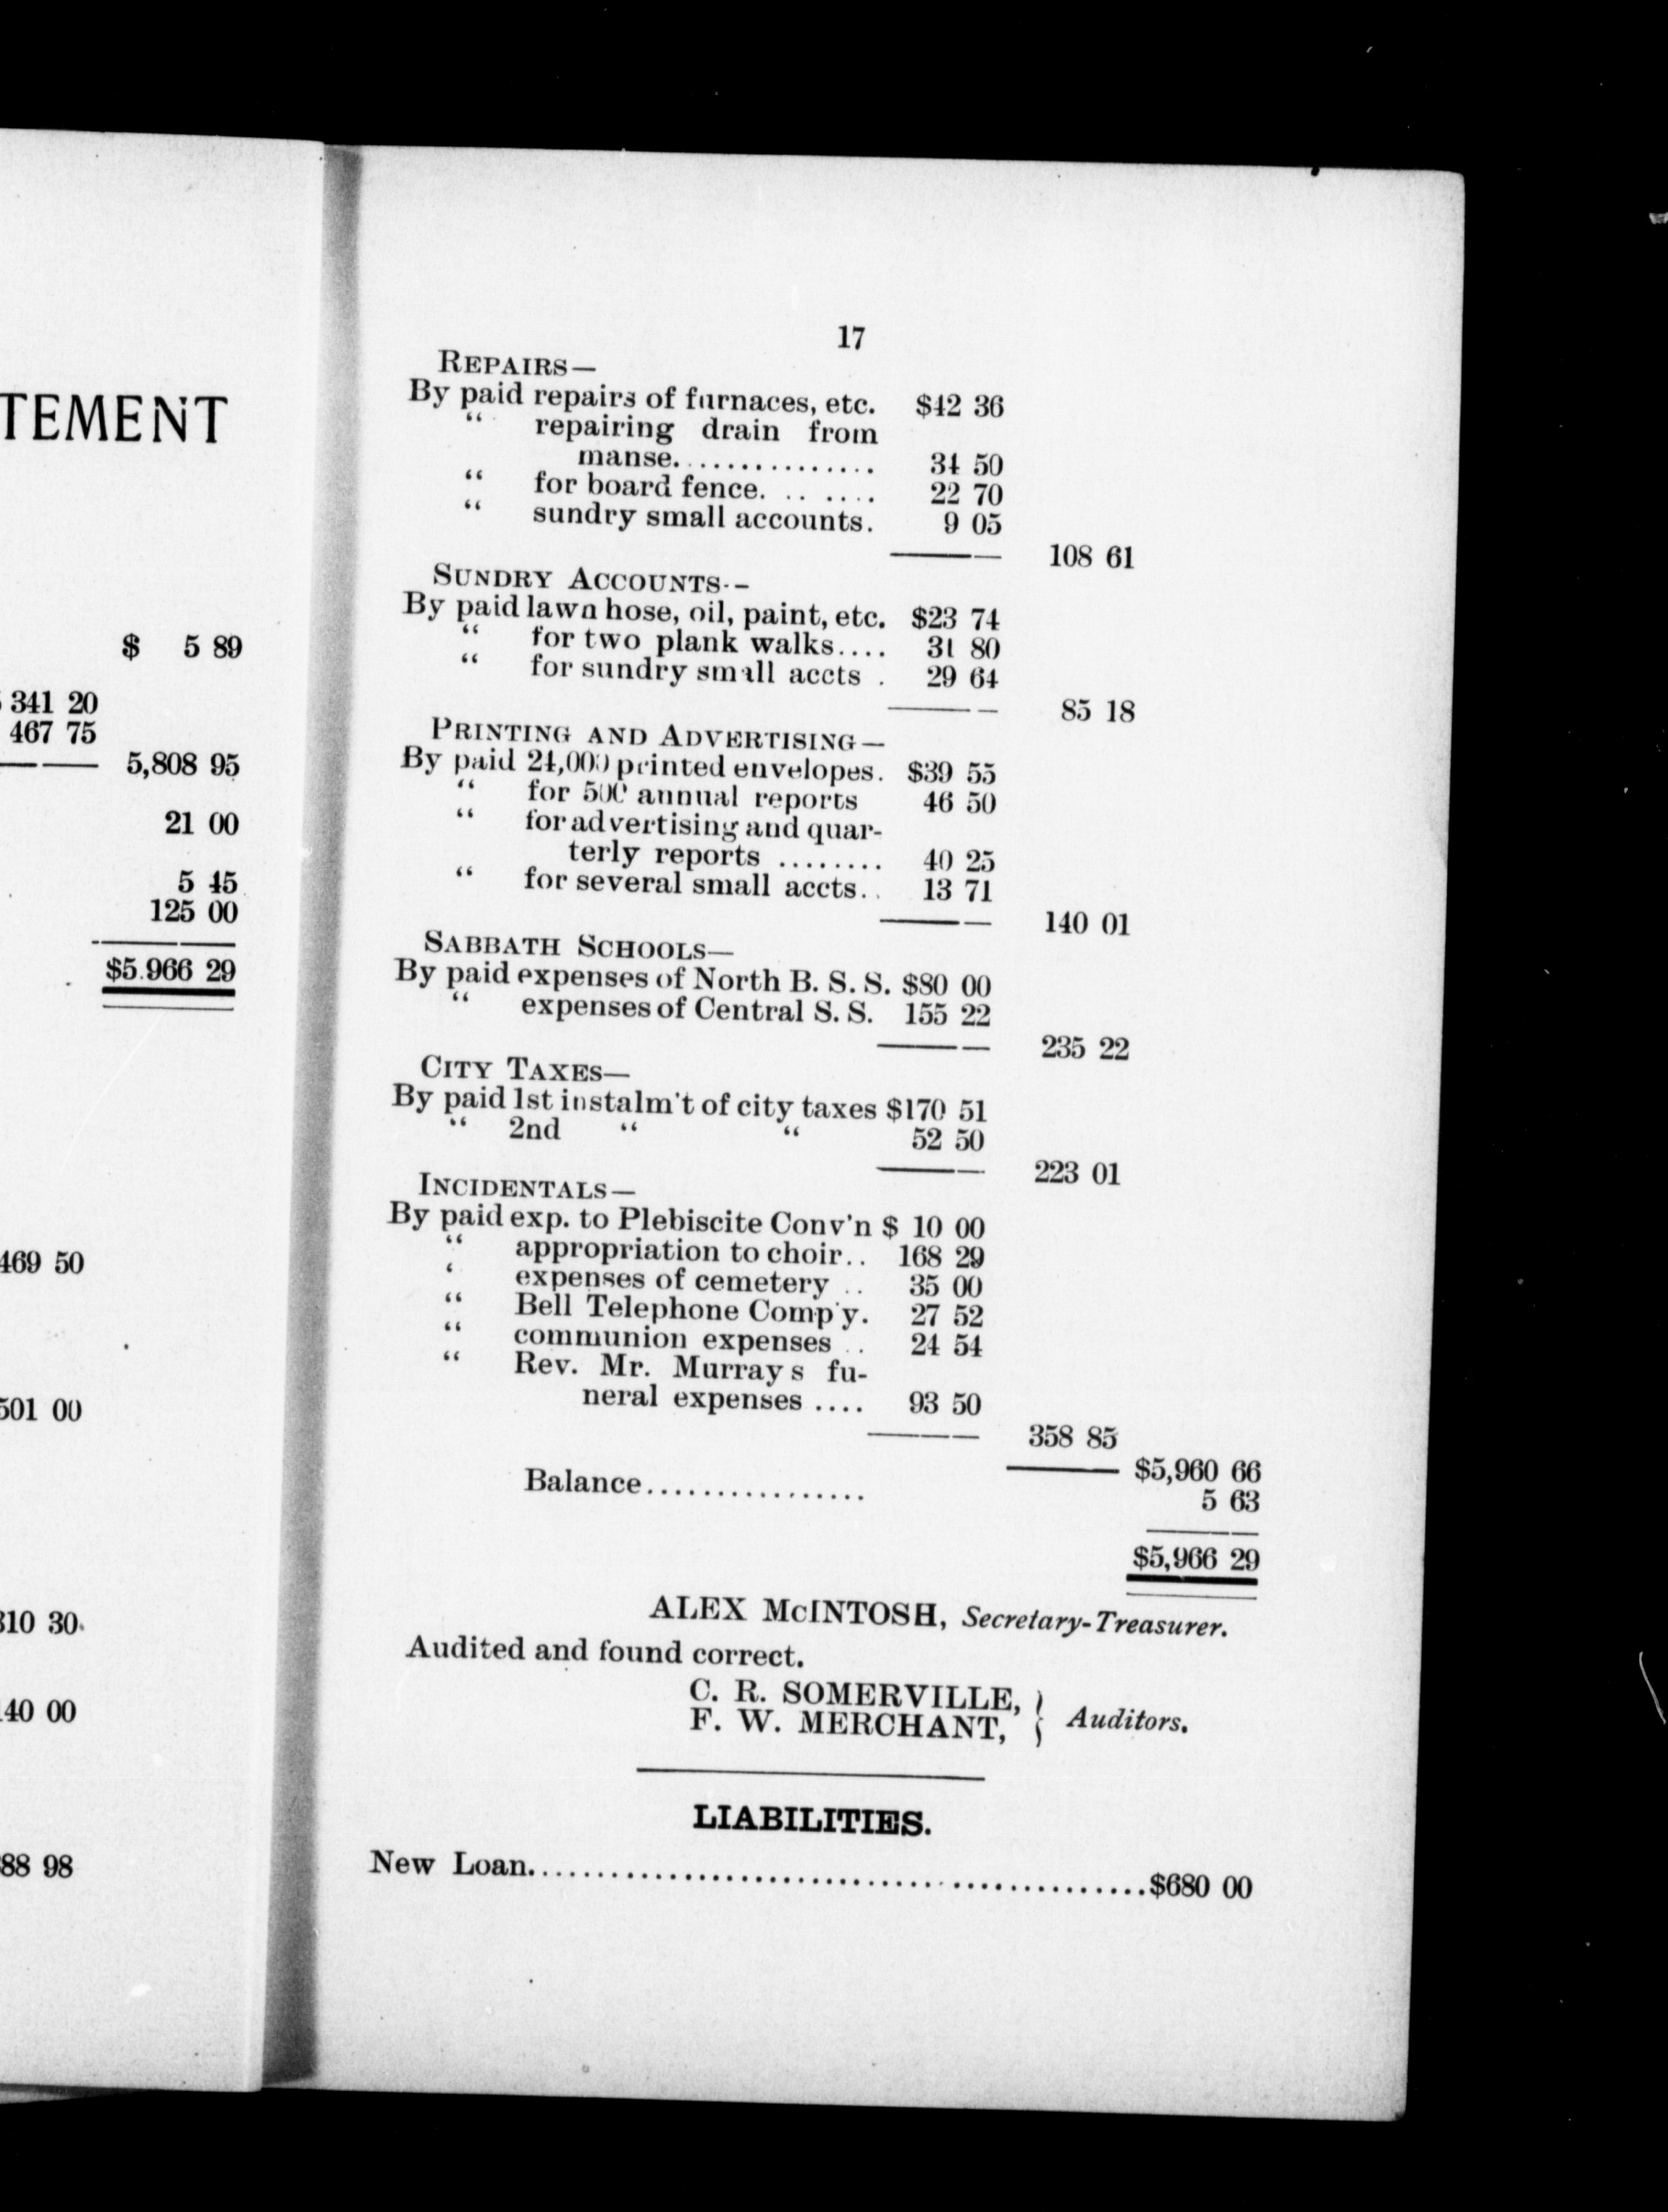 TEMENT
$ 5 89
341 20
467 75
5,808 95
21 00
5 45
125 00
$5.966 29
469 50
501 00
310 30
40 00
88 98
17
REPAIRS—
By paid repairs of furnaces, etc. $42 36
“ repairing drain from
manse............... 34 50
“ for board fence. .. .... 22 70
“ sundry small accounts. 9 05
108 61
SUNDRY ACCOUNTS--
By paid lawn hose, oil, paint, etc. $23 74
“ for two plank walks.... 31 80
“ for sundry small accts . 29 64
85 18
PRINTING AND ADVERTISING—
By paid 24,000 printed envelopes. $39 55
“ for 500 annual reports 46 50
“ for advertising and quar-
terly reports ........ 40 25
“ for several small accts.. 13 71
140 01
SABBATH SCHOOLS—
By paid expenses of North B. S. S. $80 00
“ expenses of Central S. S. 155 22
235 22
CITY TAXES—
By paid 1st instalm't of city taxes $170 51
“ 2nd “ “ 52 50
223 01
INCIDENTALS—
By paid exp. to Plebiscite Conv'n $ 10 00
“ appropriation to choir.. 168 29
‘ expenses of cemetery .. 35 00
“ Bell Telephone Comp'y. 27 52
“ communion expenses .. 24 54
“ Rev. Mr. Murray s fu-
neral expenses .... 93 50
358 85
$5,960 66
Balance................ 5 63
$5,966 29
ALEX McINTOSH, Secretary-Treasurer.
Audited and found correct.
C. R. SOMERVILLE, }
F. W. MERCHANT, } Auditors.
LIABILITIES.
New Loan............................................$680 00